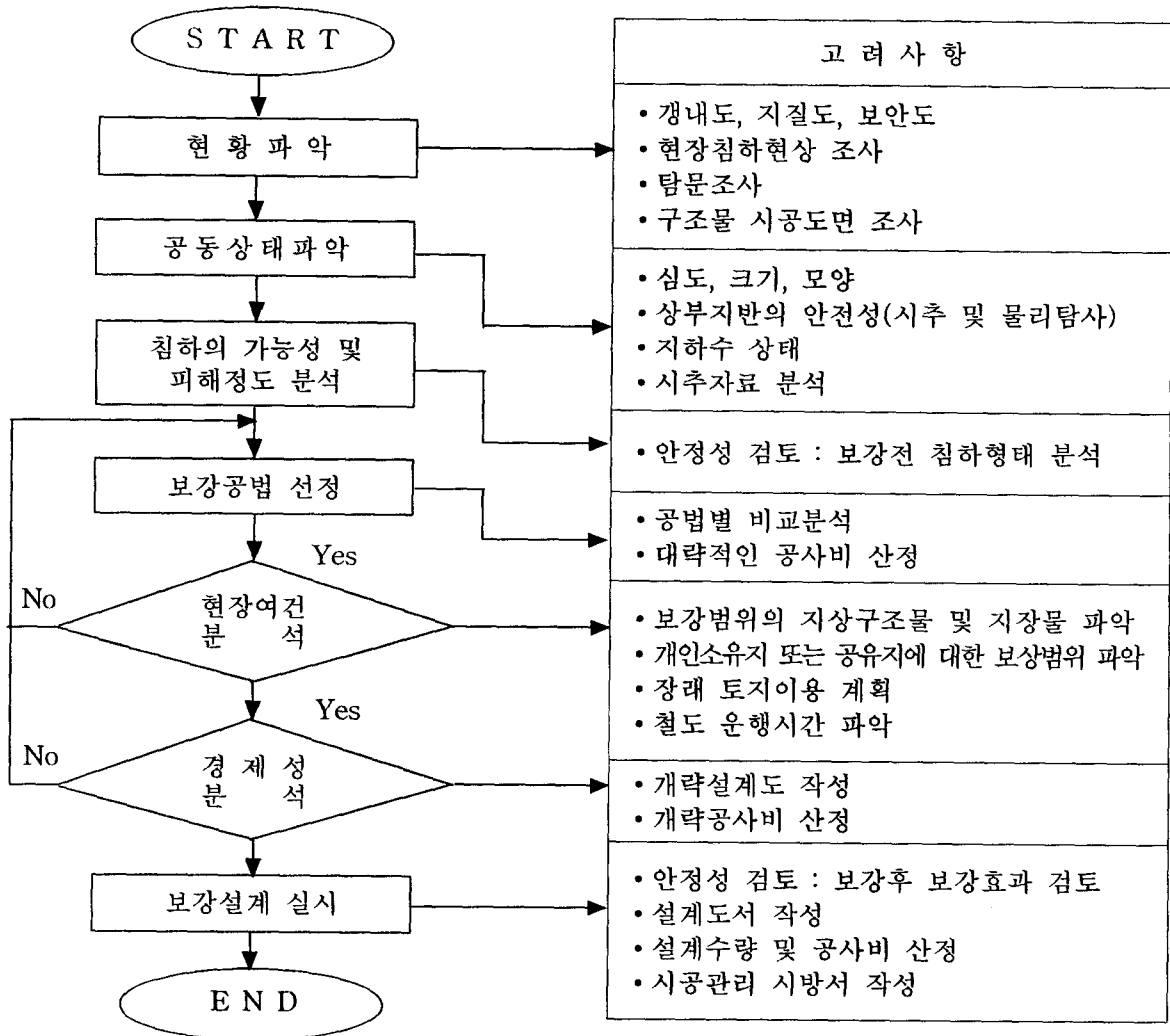 START
현황파악
공동상태파악
침하의 가능성 및
피해정도 분석
보강공법 선정
Yes
No
현장여건
분 석
Yes
No
경제성
분 석
보강설계 실시
END
고려사항
• 갱내도, 지질도, 보안도
• 현장침하현상 조사
• 탐문조사
• 구조물 시공도면 조사
• 심도, 크기, 모양
• 상부지반의 안전성(시추 및 물리탐사)
• 지하수 상태
• 시추자료 분석
• 안정성 검토 : 보강전 침하형태 분석
• 공법별 비교분석
• 대략적인 공사비 산정
• 보강범위의 지상구조물 및 지장물 파악
• 개인소유지 또는 공유지에 대한 보상범위 파악
• 장래 토지이용 계획
• 철도 운행시간 파악
• 개략설계도 작성
• 개략공사비 산정
• 안정성 검토 : 보강후 보강효과 검토
• 설계도서 작성
• 설계수량 및 공사비 산정
• 시공관리 시방서 작성